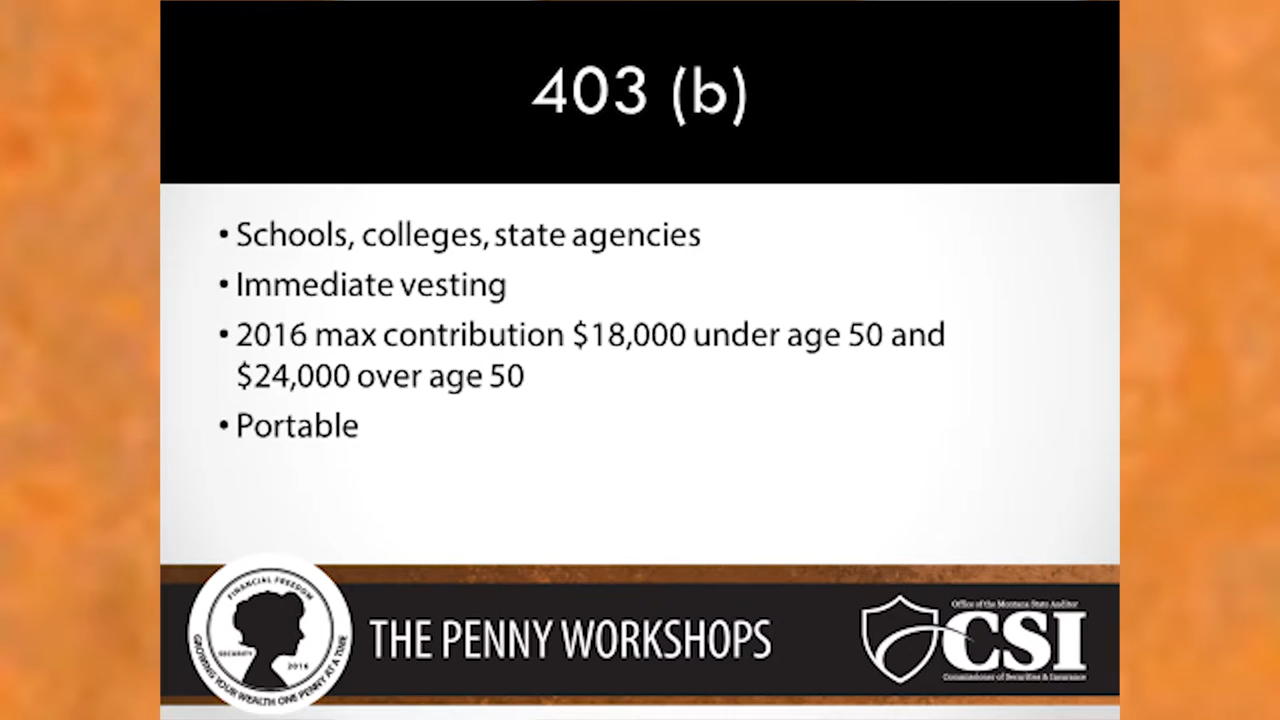 403 (b)
• Schools, colleges, state agencies
• Immediate vesting
• 2016 max contribution $18,000 under age 50 and
$24,000 over age 50
• Portable
FINANCIAL FREEDOM
SECURITY
2016
GROWING YOUR WEALTH ONE PENNY AT A TIME
THE PENNY WORKSHOPS
Office of the Montana State Auditor
CSI
Commissioner of Securities & Insurance